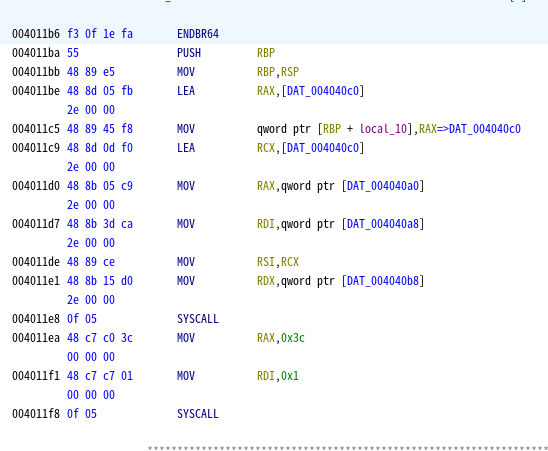 004011b6 f3 0f 1e fa ENDBR64
004011ba 55 PUSH RBP
004011bb 48 89 e5 MOV RBP,RSP
004011be 48 8d 05 fb LEA RAX,[DAT_004040c0]
2e 00 00
004011c5 48 89 45 f8 MOV qword ptr [RBP + local_10],RAX=>DAT_004040c0
004011c9 48 8d 0d f0 LEA RCX,[DAT_004040c0]
2e 00 00
004011d0 48 8b 05 c9 MOV RAX,qword ptr [DAT_004040a0]
2e 00 00
004011d7 48 8b 3d ca MOV RDI,qword ptr [DAT_004040a8]
2e 00 00
004011de 48 89 ce MOV RSI,RCX
004011e1 48 8b 15 d0 MOV RDX,qword ptr [DAT_004040b8]
2e 00 00
004011e8 0f 05 SYSCALL
004011ea 48 c7 c0 3c MOV RAX,0x3c
00 00 00
004011f1 48 c7 c7 01 MOV RDI,0x1
00 00 00
004011f8 0f 05 SYSCALL